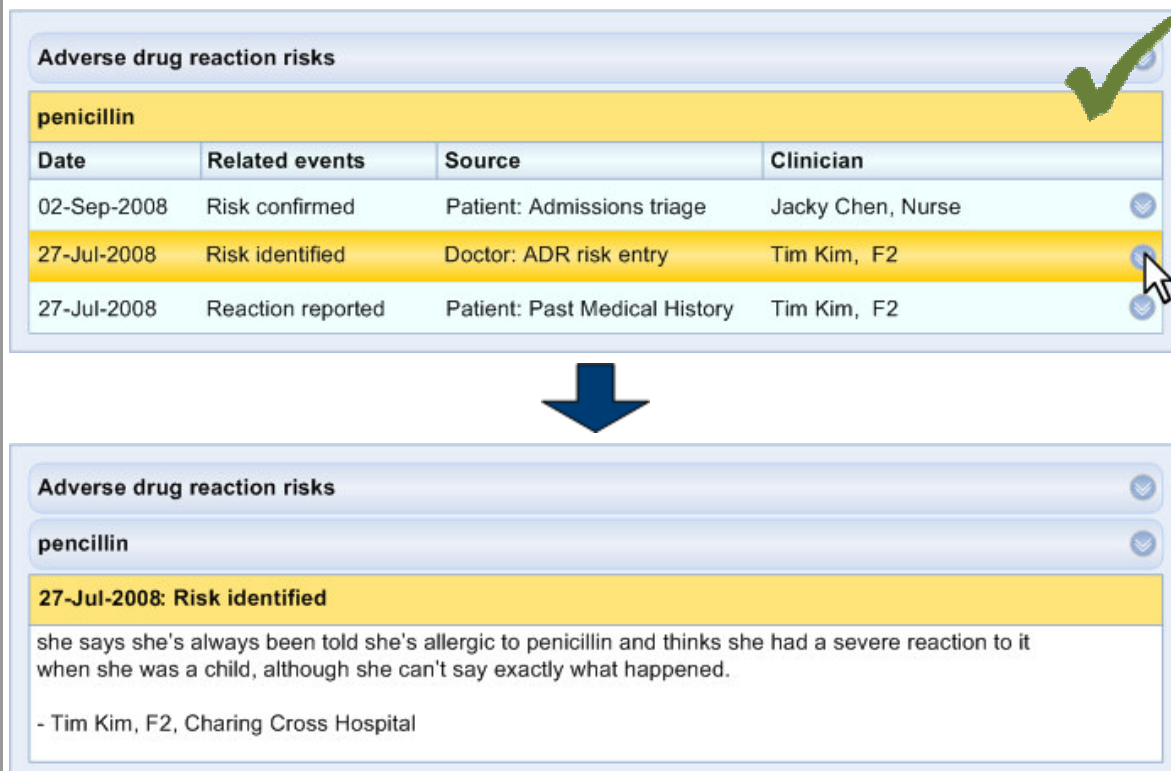 Adverse drug reaction risks
penicillin
Date Related events Source Clinician
02-Sep-2008 Risk confirmed Patient: Admissions triage Jacky Chen, Nurse
27-Jul-2008 Risk identified Doctor: ADR risk entry Tim Kim, F2
27-Jul-2008 Reaction reported Patient: Past Medical History Tim Kim, F2
Adverse drug reaction risks
pencillin
27-Jul-2008: Risk identified
she says she's always been told she's allergic to penicillin and thinks she had a severe reaction to it
when she was a child, although she can't say exactly what happened.
- Tim Kim, F2, Charing Cross Hospital